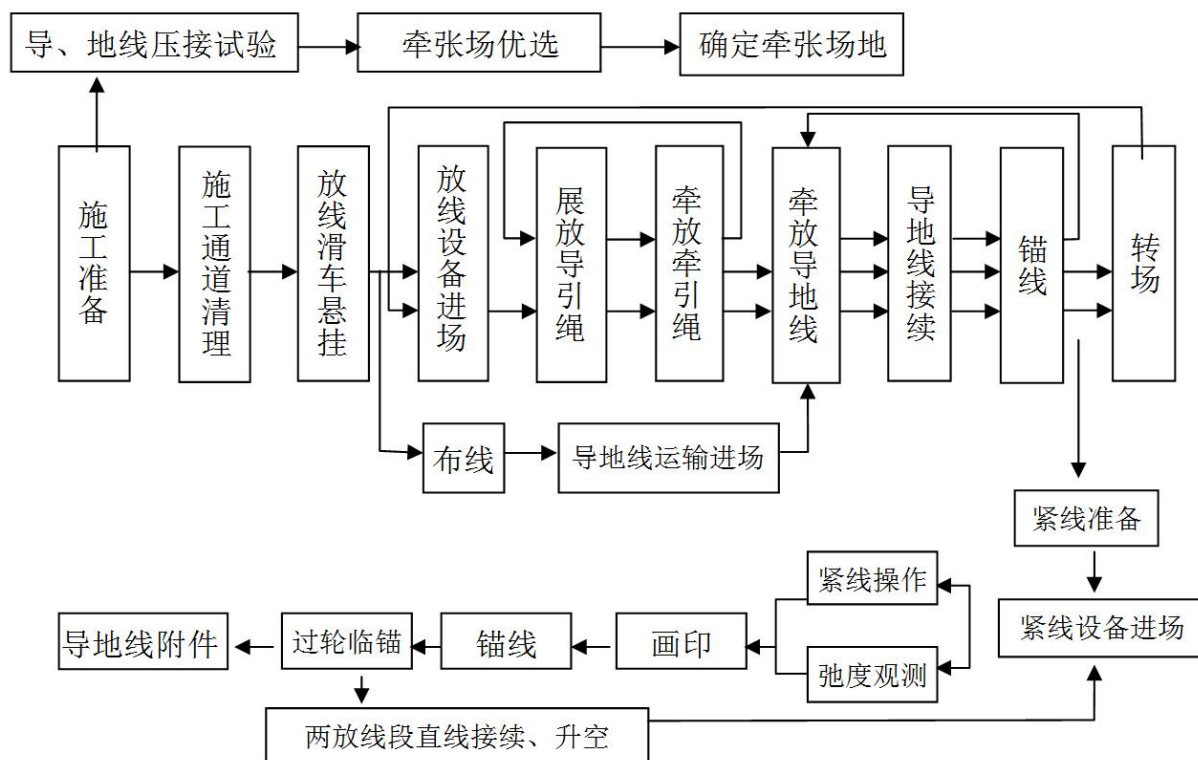 导、地线压接试验
牵张场优选
确定牵张场地
施工准备
施工通道清理
放线滑车悬挂
放线设备进场
展放导引绳
牵放牵引绳
牵放导地线
导地线接续
锚线
转场
布线
导地线运输进场
紧线准备
紧线设备进场
紧线操作
弛度观测
画印
锚线
过轮临锚
导地线附件
两放线段直线接续、升空